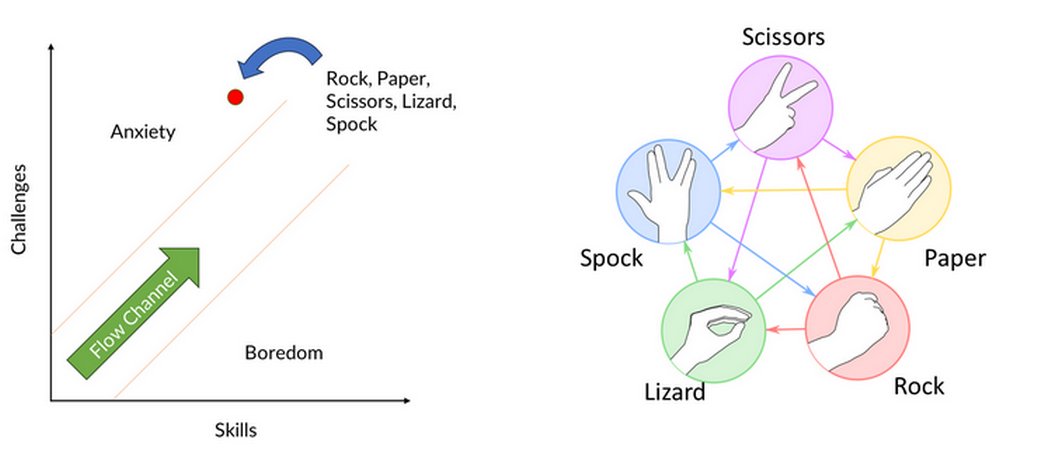 Challenges
Anxiety
Rock, Paper,
Scissors, Lizard,
Spock
Flow Channel
Boredom
Skills
Scissors
Spock
Paper
Lizard
Rock